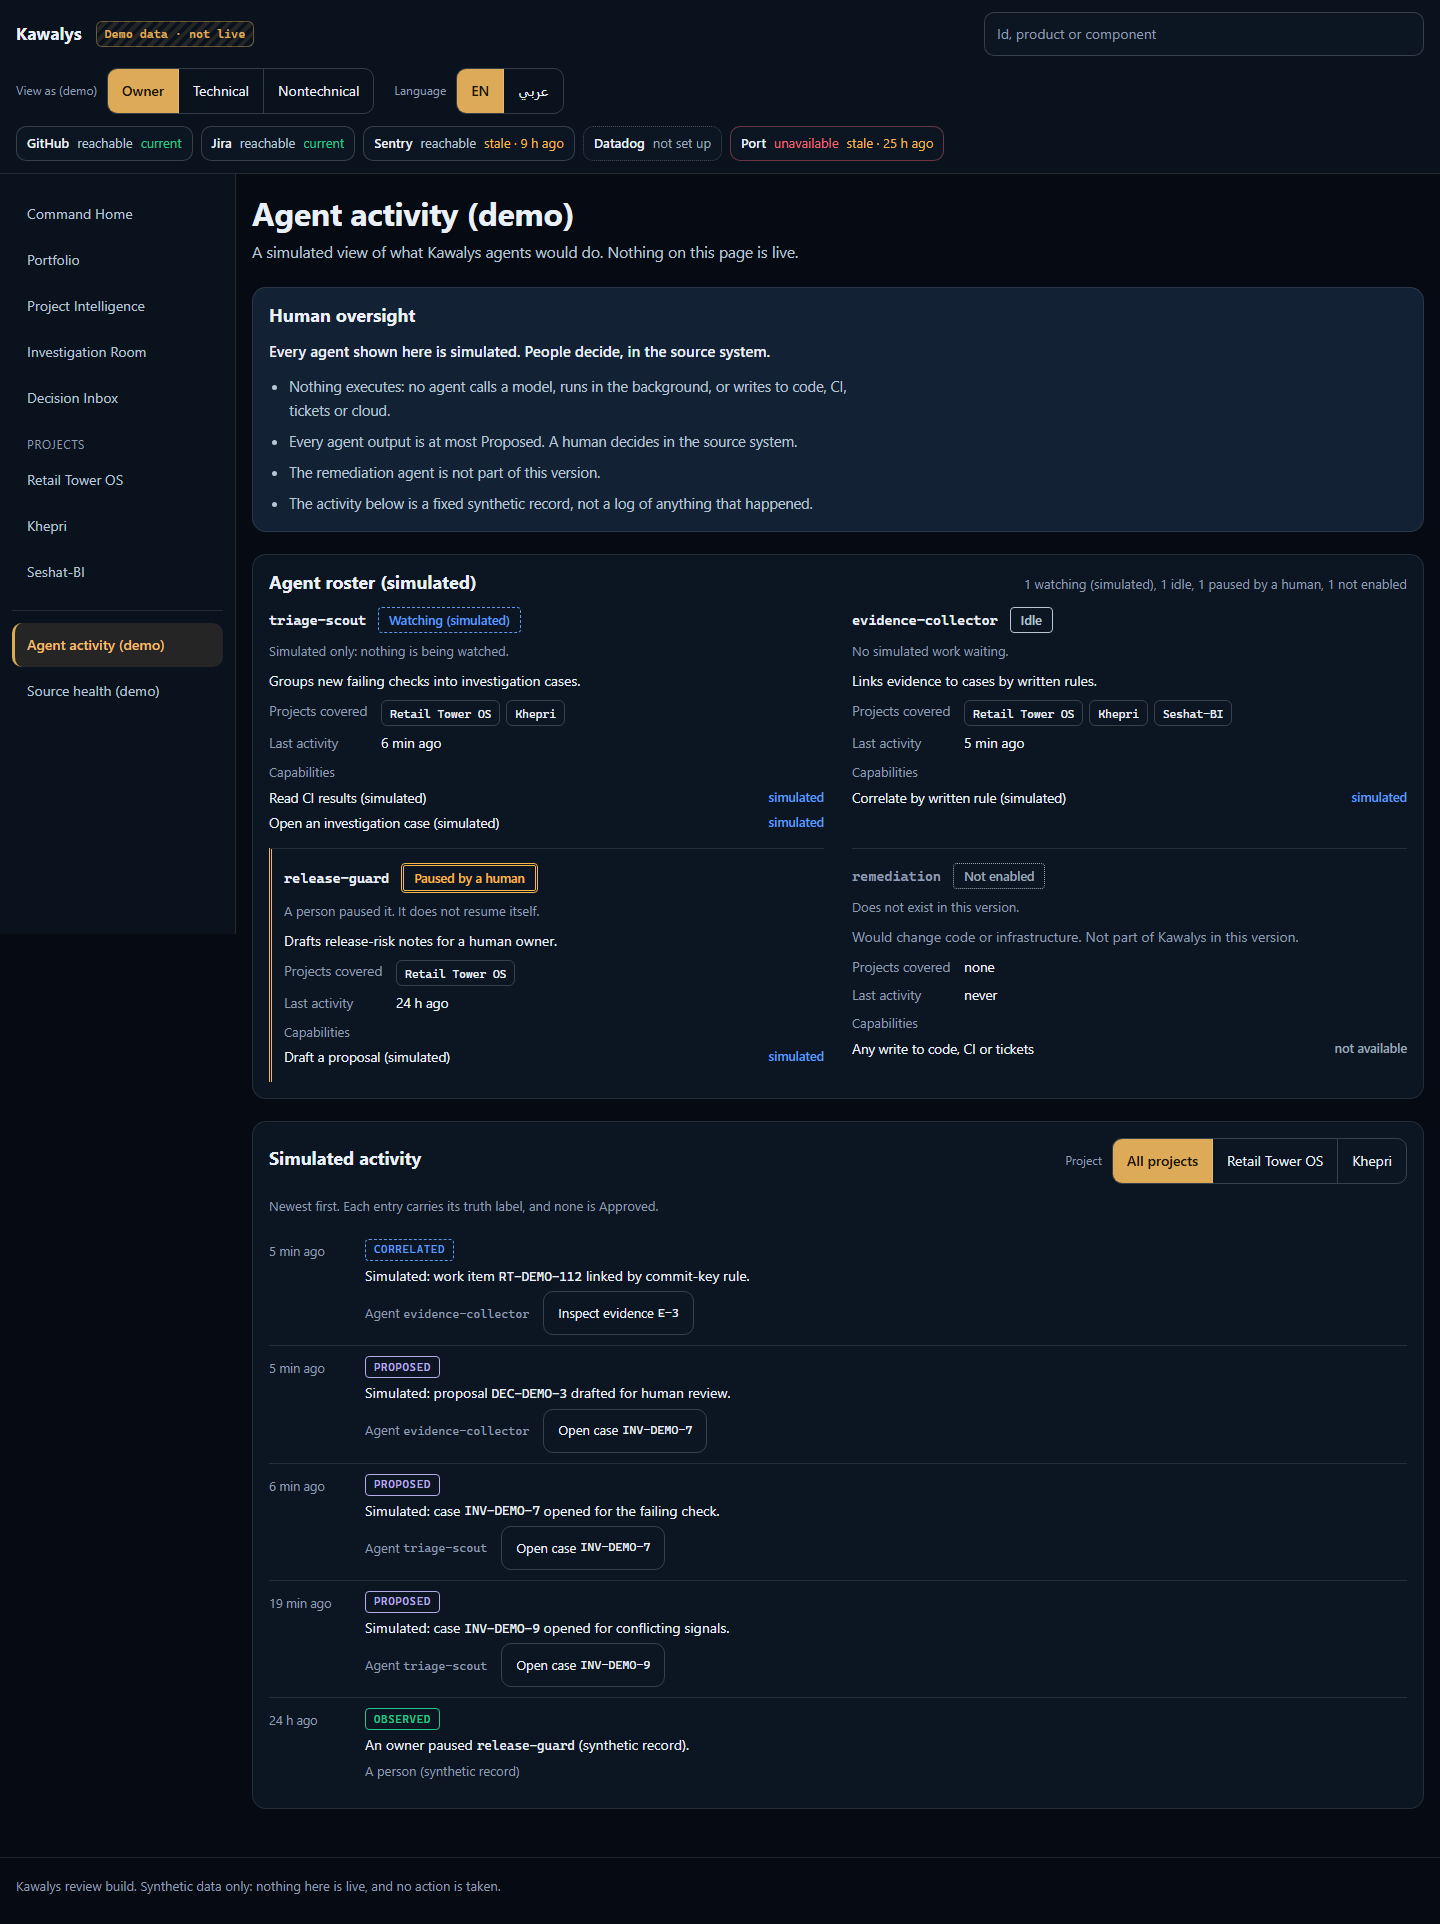 Kawalys
Demo data · not live
Id, product or component
View as (demo)
Owner
Technical
Nontechnical
Language
EN
عربي
GitHub reachable current
Jira reachable current
Sentry reachable stale · 9 h ago
Datadog not set up
Port unavailable stale · 25 h ago
Command Home
Portfolio
Project Intelligence
Investigation Room
Decision Inbox
PROJECTS
Retail Tower OS
Khepri
Seshat-BI
Agent activity (demo)
Source health (demo)
Agent activity (demo)
A simulated view of what Kawalys agents would do. Nothing on this page is live.
Human oversight
Every agent shown here is simulated. People decide, in the source system.
Nothing executes: no agent calls a model, runs in the background, or writes to code, CI,
tickets or cloud.
Every agent output is at most Proposed. A human decides in the source system.
The remediation agent is not part of this version.
The activity below is a fixed synthetic record, not a log of anything that happened.
Agent roster (simulated)
1 watching (simulated), 1 idle, 1 paused by a human, 1 not enabled
triage-scout Watching (simulated)
Simulated only: nothing is being watched.
Groups new failing checks into investigation cases.
Projects covered Retail Tower OS Khepri
Last activity 6 min ago
Capabilities
Read CI results (simulated) simulated
Open an investigation case (simulated) simulated
evidence-collector Idle
No simulated work waiting.
Links evidence to cases by written rules.
Projects covered Retail Tower OS Khepri Seshat-BI
Last activity 5 min ago
Capabilities
Correlate by written rule (simulated) simulated
release-guard Paused by a human
A person paused it. It does not resume itself.
Drafts release-risk notes for a human owner.
Projects covered Retail Tower OS
Last activity 24 h ago
Capabilities
Draft a proposal (simulated) simulated
remediation Not enabled
Does not exist in this version.
Would change code or infrastructure. Not part of Kawalys in this version.
Projects covered none
Last activity never
Capabilities
Any write to code, CI or tickets not available
Simulated activity
Project
All projects
Retail Tower OS
Khepri
Newest first. Each entry carries its truth label, and none is Approved.
5 min ago
CORRELATED
Simulated: work item RT-DEMO-112 linked by commit-key rule.
Agent evidence-collector Inspect evidence E-3
5 min ago
PROPOSED
Simulated: proposal DEC-DEMO-3 drafted for human review.
Agent evidence-collector Open case INV-DEMO-7
6 min ago
PROPOSED
Simulated: case INV-DEMO-7 opened for the failing check.
Agent triage-scout Open case INV-DEMO-7
19 min ago
PROPOSED
Simulated: case INV-DEMO-9 opened for conflicting signals.
Agent triage-scout Open case INV-DEMO-9
24 h ago
OBSERVED
An owner paused release-guard (synthetic record).
A person (synthetic record)
Kawalys review build. Synthetic data only: nothing here is live, and no action is taken.